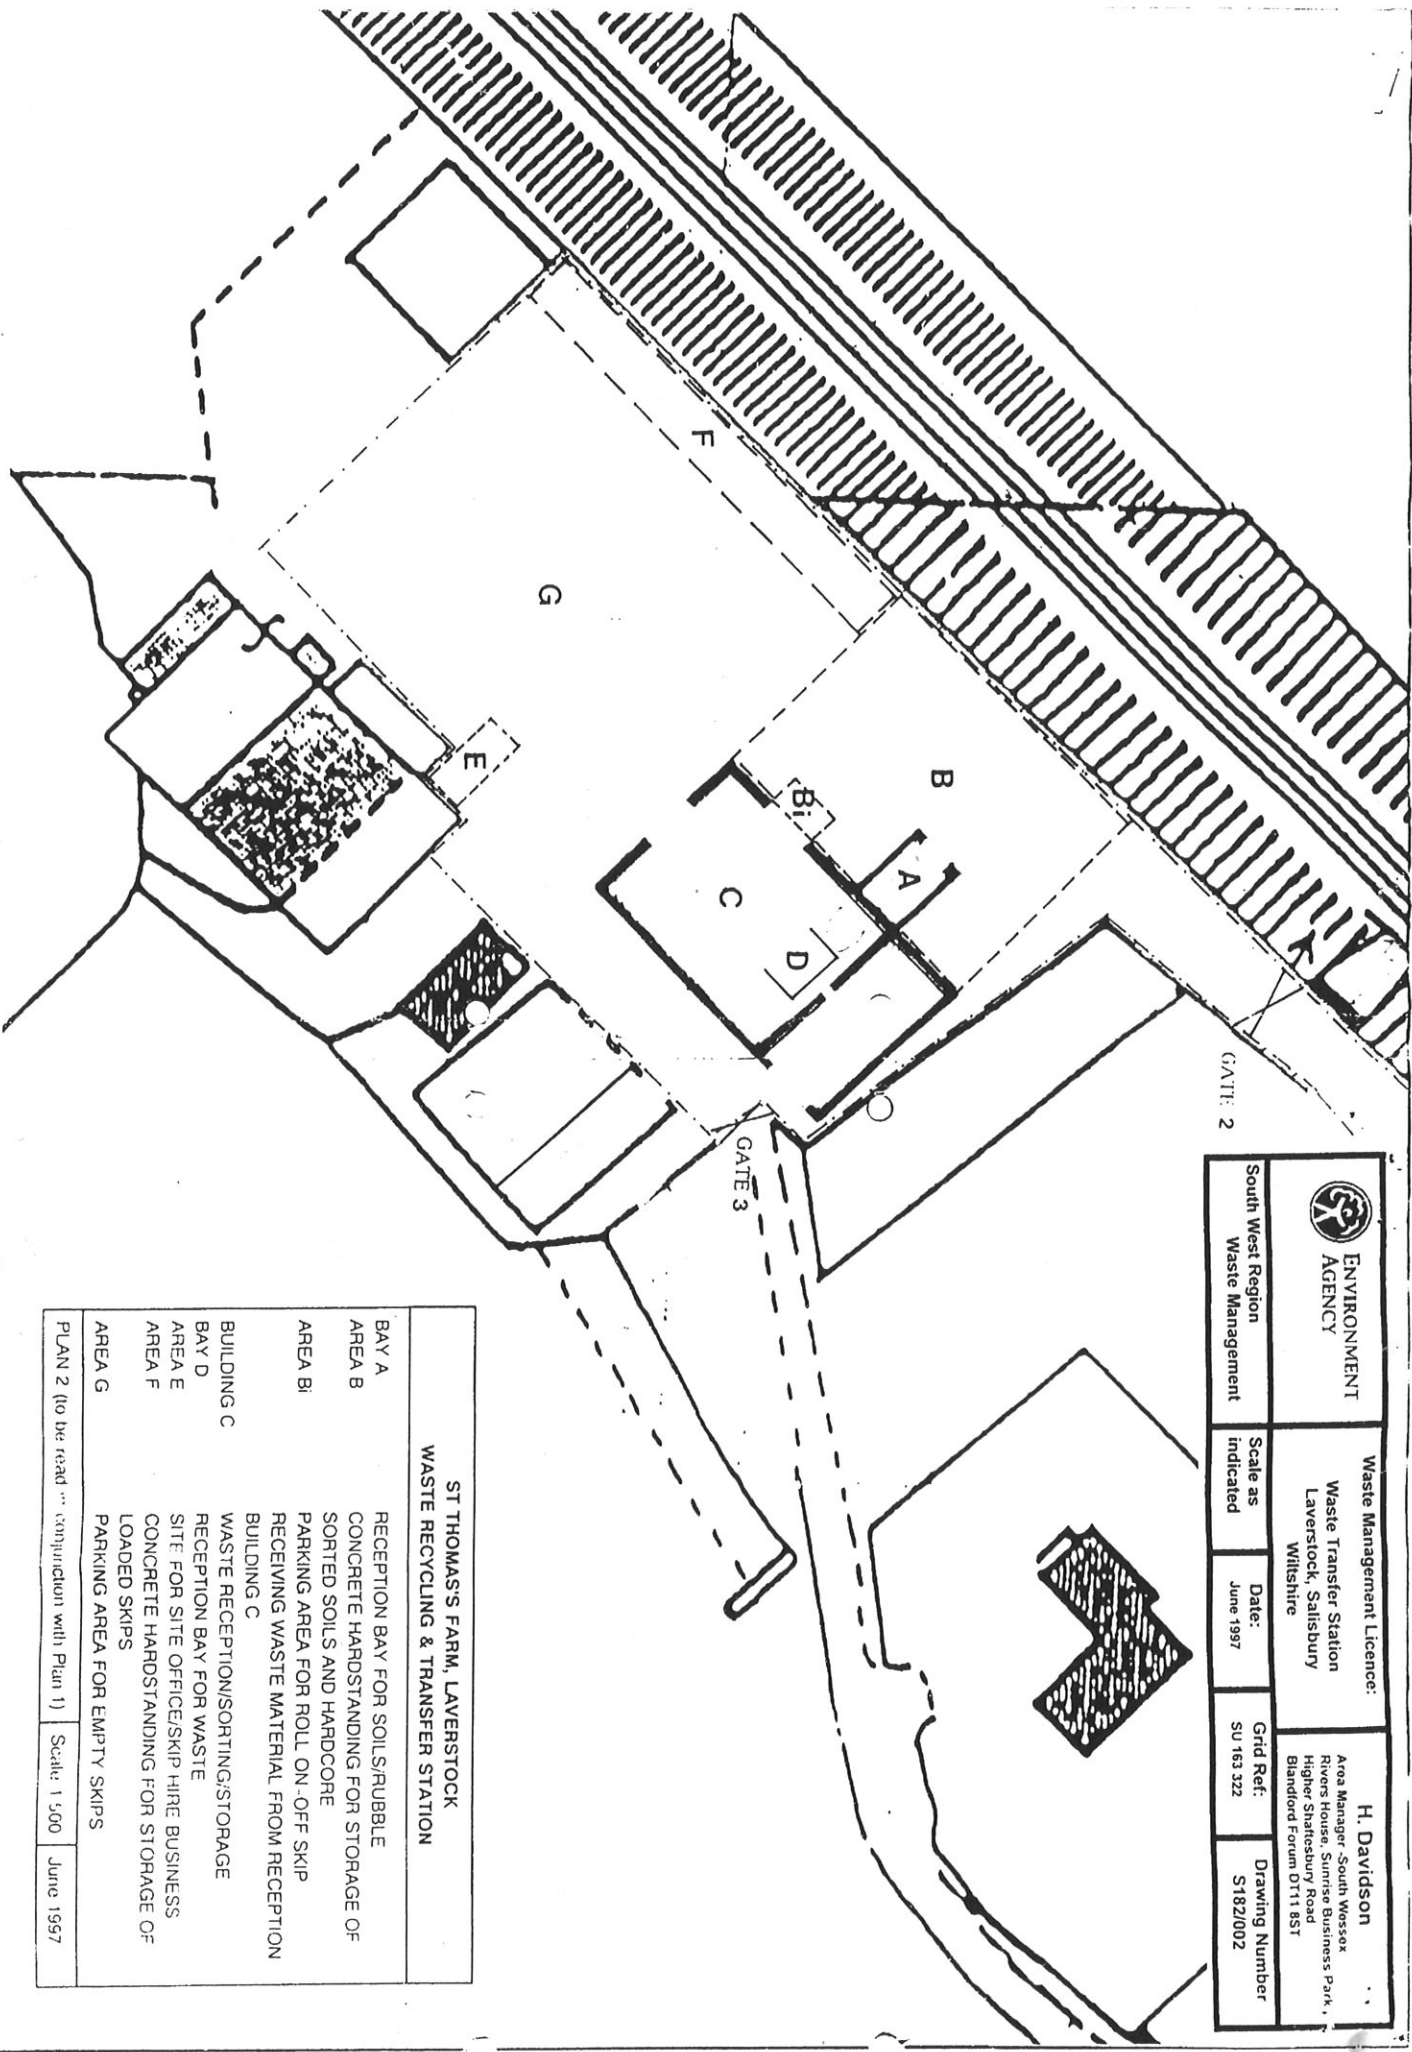 ENVIRONMENT
AGENCY
Waste Management Licence:
Waste Transfer Station
Laverstock, Salisbury
Wiltshire
H. Davidson
Area Manager -South Wessex
Rivers House, Sunrise Business Park,
Higher Shaftesbury Road
Blandford Forum DT11 8ST
South West Region
Waste Management
Scale as
indicated
Date:
June 1997
Grid Ref:
SU 163 322
Drawing Number
S182/002
GATE 2
GATE 3
B
Bi
A
F
C
D
G
E
ST THOMAS'S FARM, LAVERSTOCK
WASTE RECYCLING & TRANSFER STATION
BAY A RECEPTION BAY FOR SOILS/RUBBLE
AREA B CONCRETE HARDSTANDING FOR STORAGE OF
SORTED SOILS AND HARDCORE
AREA Bi PARKING AREA FOR ROLL ON-OFF SKIP
RECEIVING WASTE MATERIAL FROM RECEPTION
BUILDING C
BUILDING C WASTE RECEPTION/SORTING/STORAGE
BAY D RECEPTION BAY FOR WASTE
AREA E SITE FOR SITE OFFICE/SKIP HIRE BUSINESS
AREA F CONCRETE HARDSTANDING FOR STORAGE OF
LOADED SKIPS
AREA G PARKING AREA FOR EMPTY SKIPS
PLAN 2 (to be read conjunction with Plan 1) Scale 1:500 June 1997